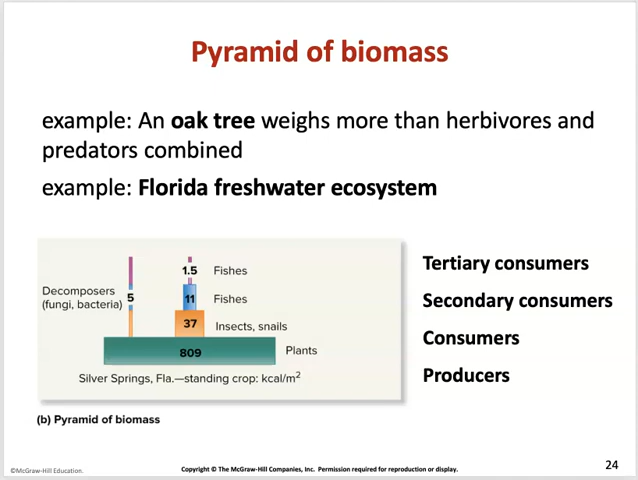 Pyramid of biomass
example: An oak tree weighs more than herbivores and
predators combined
example: Florida freshwater ecosystem
1.5 Fishes
Decomposers
(fungi, bacteria)
5
11 Fishes
37 Insects, snails
809 Plants
Silver Springs, Fla.—standing crop: kcal/m²
(b) Pyramid of biomass
Tertiary consumers
Secondary consumers
Consumers
Producers
24
©McGraw-Hill Education.
Copyright © The McGraw-Hill Companies, Inc. Permission required for reproduction or display.